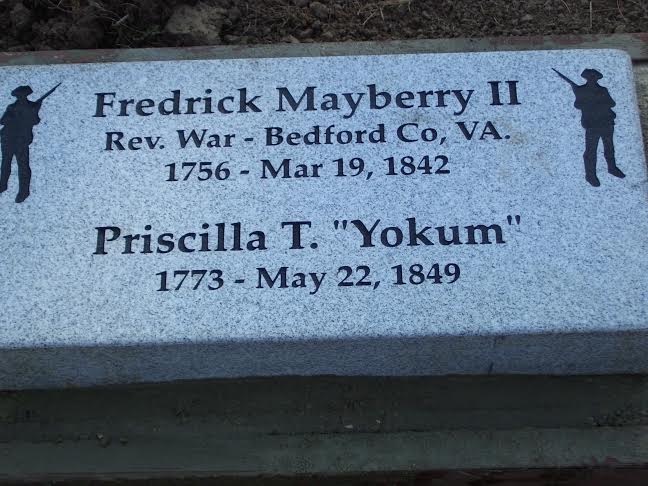 Fredrick Mayberry II
Rev. War - Bedford Co, VA.
1756 - Mar 19, 1842
Priscilla T. "Yokum"
1773 - May 22, 1849